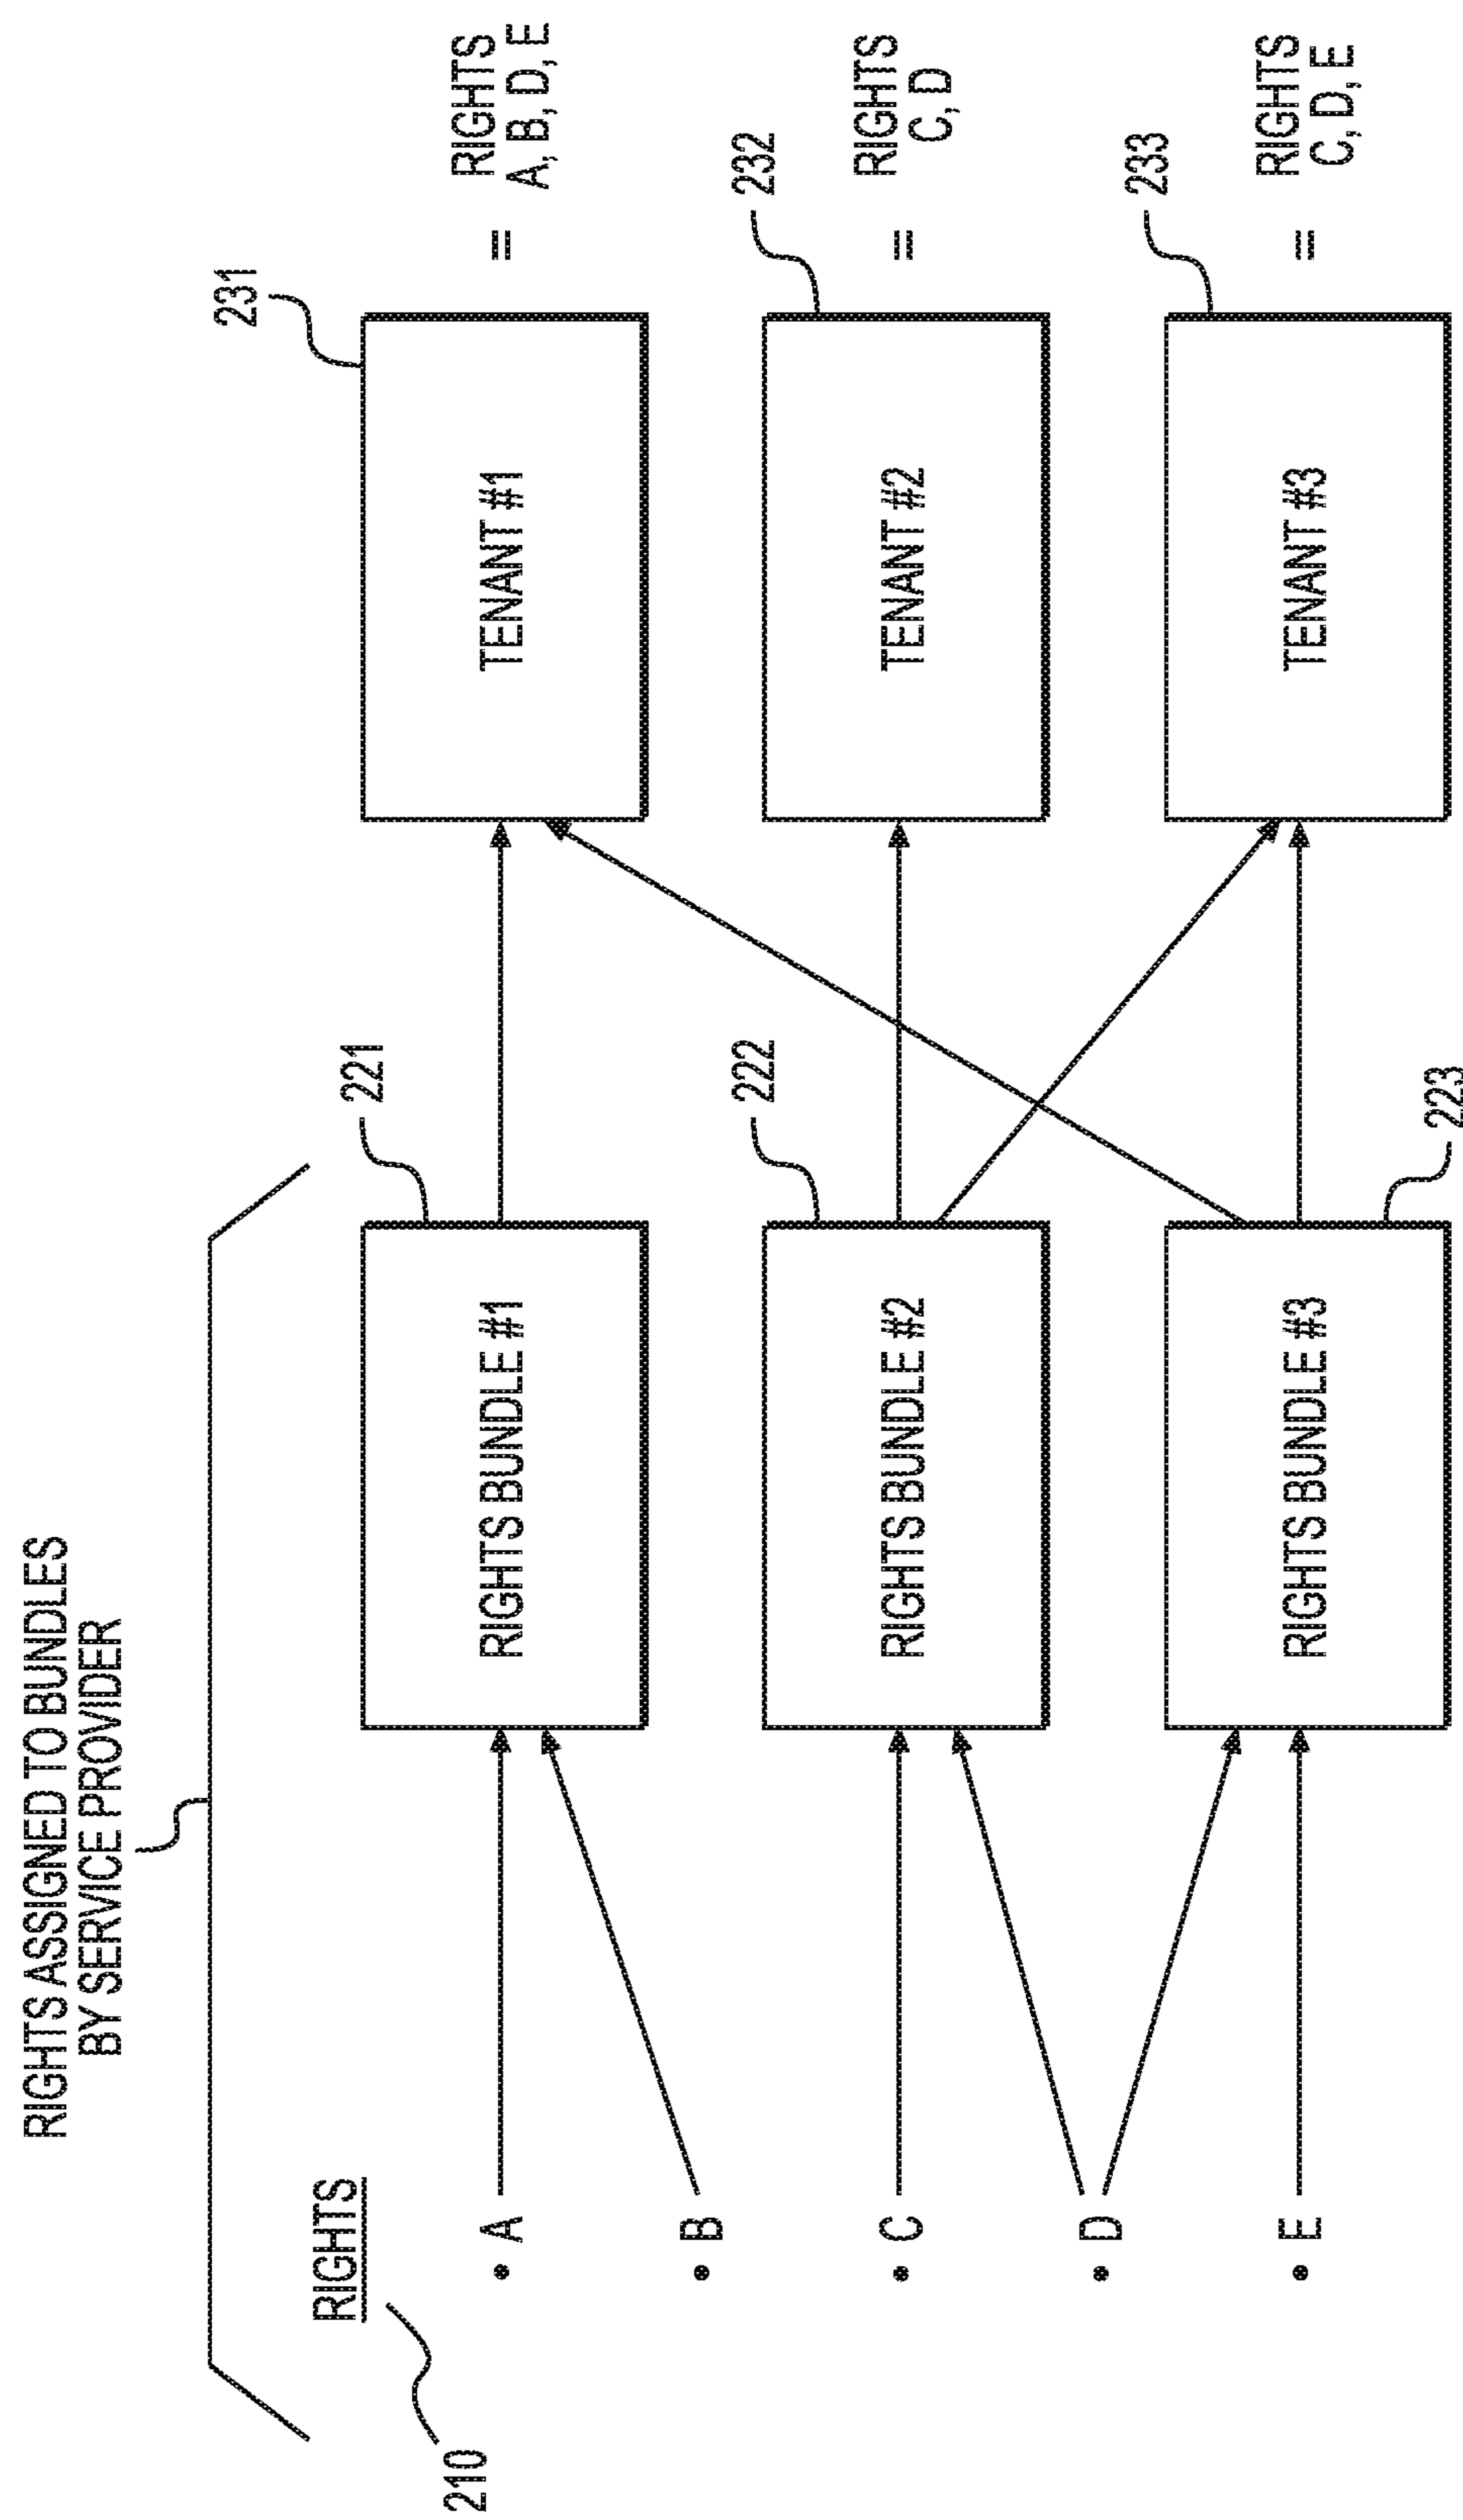 RIGHTS ASSIGNED TO BUNDLES
BY SERVICE PROVIDER
210
RIGHTS
• A
• B
• C
• D
• E
221
RIGHTS BUNDLE #1
222
RIGHTS BUNDLE #2
223
RIGHTS BUNDLE #3
231
TENANT #1
= RIGHTS
A, B, D, E
232
TENANT #2
= RIGHTS
C, D
233
TENANT #3
= RIGHTS
C, D, E